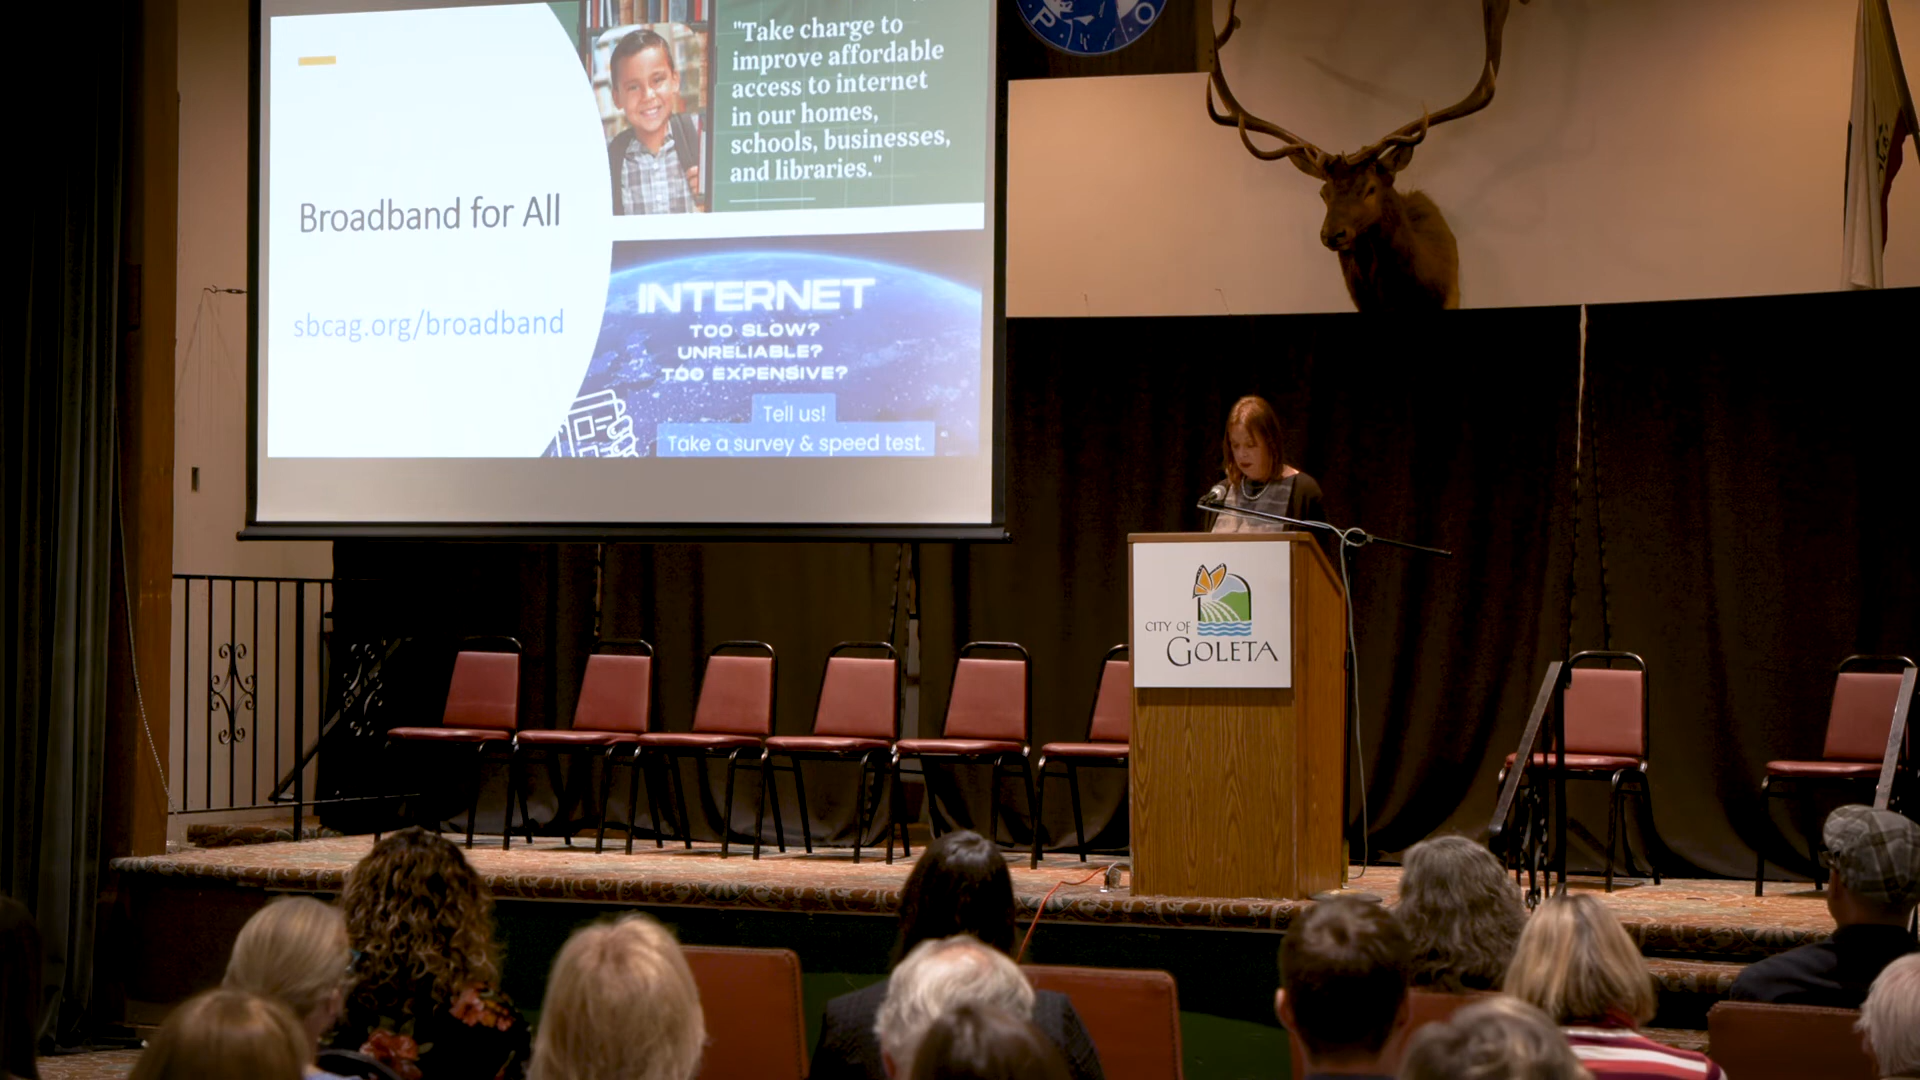 Broadband for All
sbcag.org/broadband
"Take charge to
improve affordable
access to internet
in our homes,
schools, businesses,
and libraries."
INTERNET
TOO SLOW?
UNRELIABLE?
TOO EXPENSIVE?
Tell us!
Take a survey & speed test.
P O
CITY OF
GOLETA